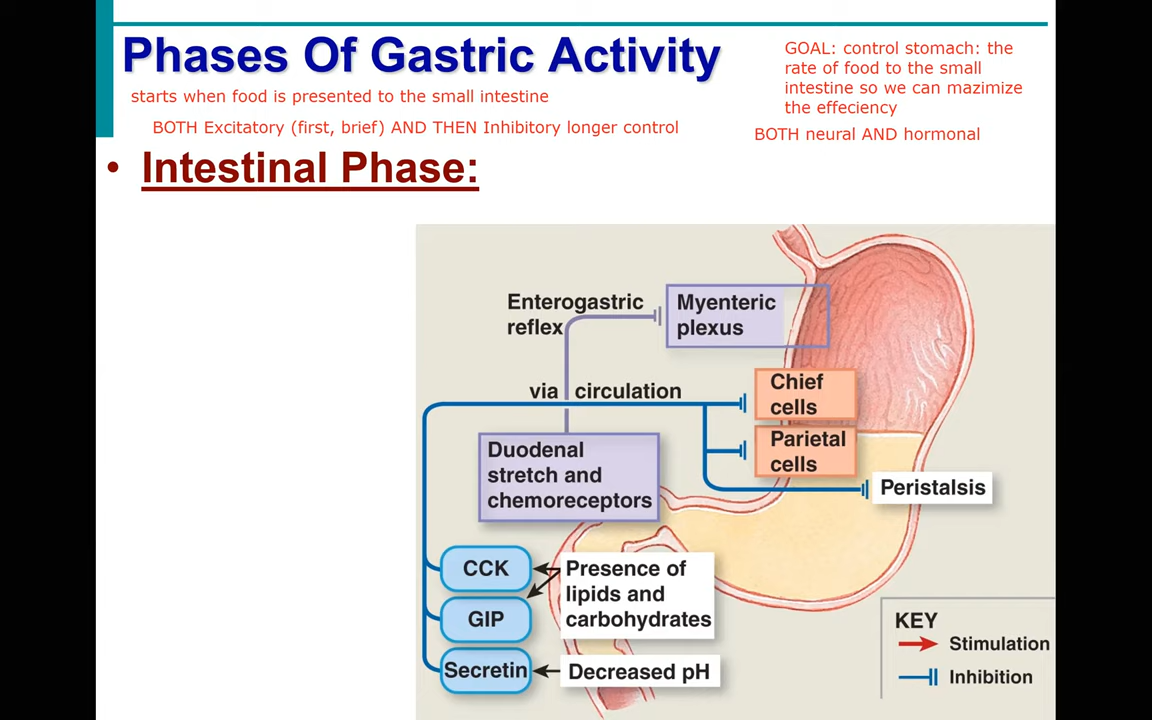 Phases Of Gastric Activity
GOAL: control stomach: the
rate of food to the small
intestine so we can mazimize
the effeciency
starts when food is presented to the small intestine
BOTH Excitatory (first, brief) AND THEN Inhibitory longer control
BOTH neural AND hormonal
• Intestinal Phase:
Enterogastric
reflex
Myenteric
plexus
via circulation
Chief
cells
Parietal
cells
Duodenal
stretch and
chemoreceptors
Peristalsis
CCK
GIP
Secretin
Presence of
lipids and
carbohydrates
Decreased pH
KEY
Stimulation
Inhibition